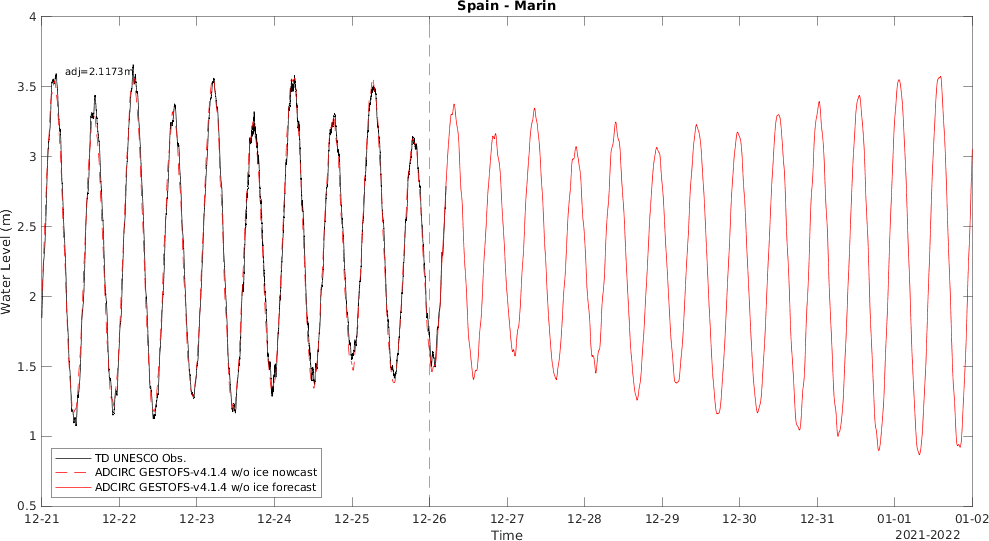 Spain - Marin
4
3.5
3
2.5
2
1.5
1
0.5
Water Level (m)
adj=2.1173m
TD UNESCO Obs.
ADCIRC GESTOFS-v4.1.4 w/o ice nowcast
ADCIRC GESTOFS-v4.1.4 w/o ice forecast
12-21 12-22 12-23 12-24 12-25 12-26 12-27 12-28 12-29 12-30 12-31 01-01 01-02
Time
2021-2022